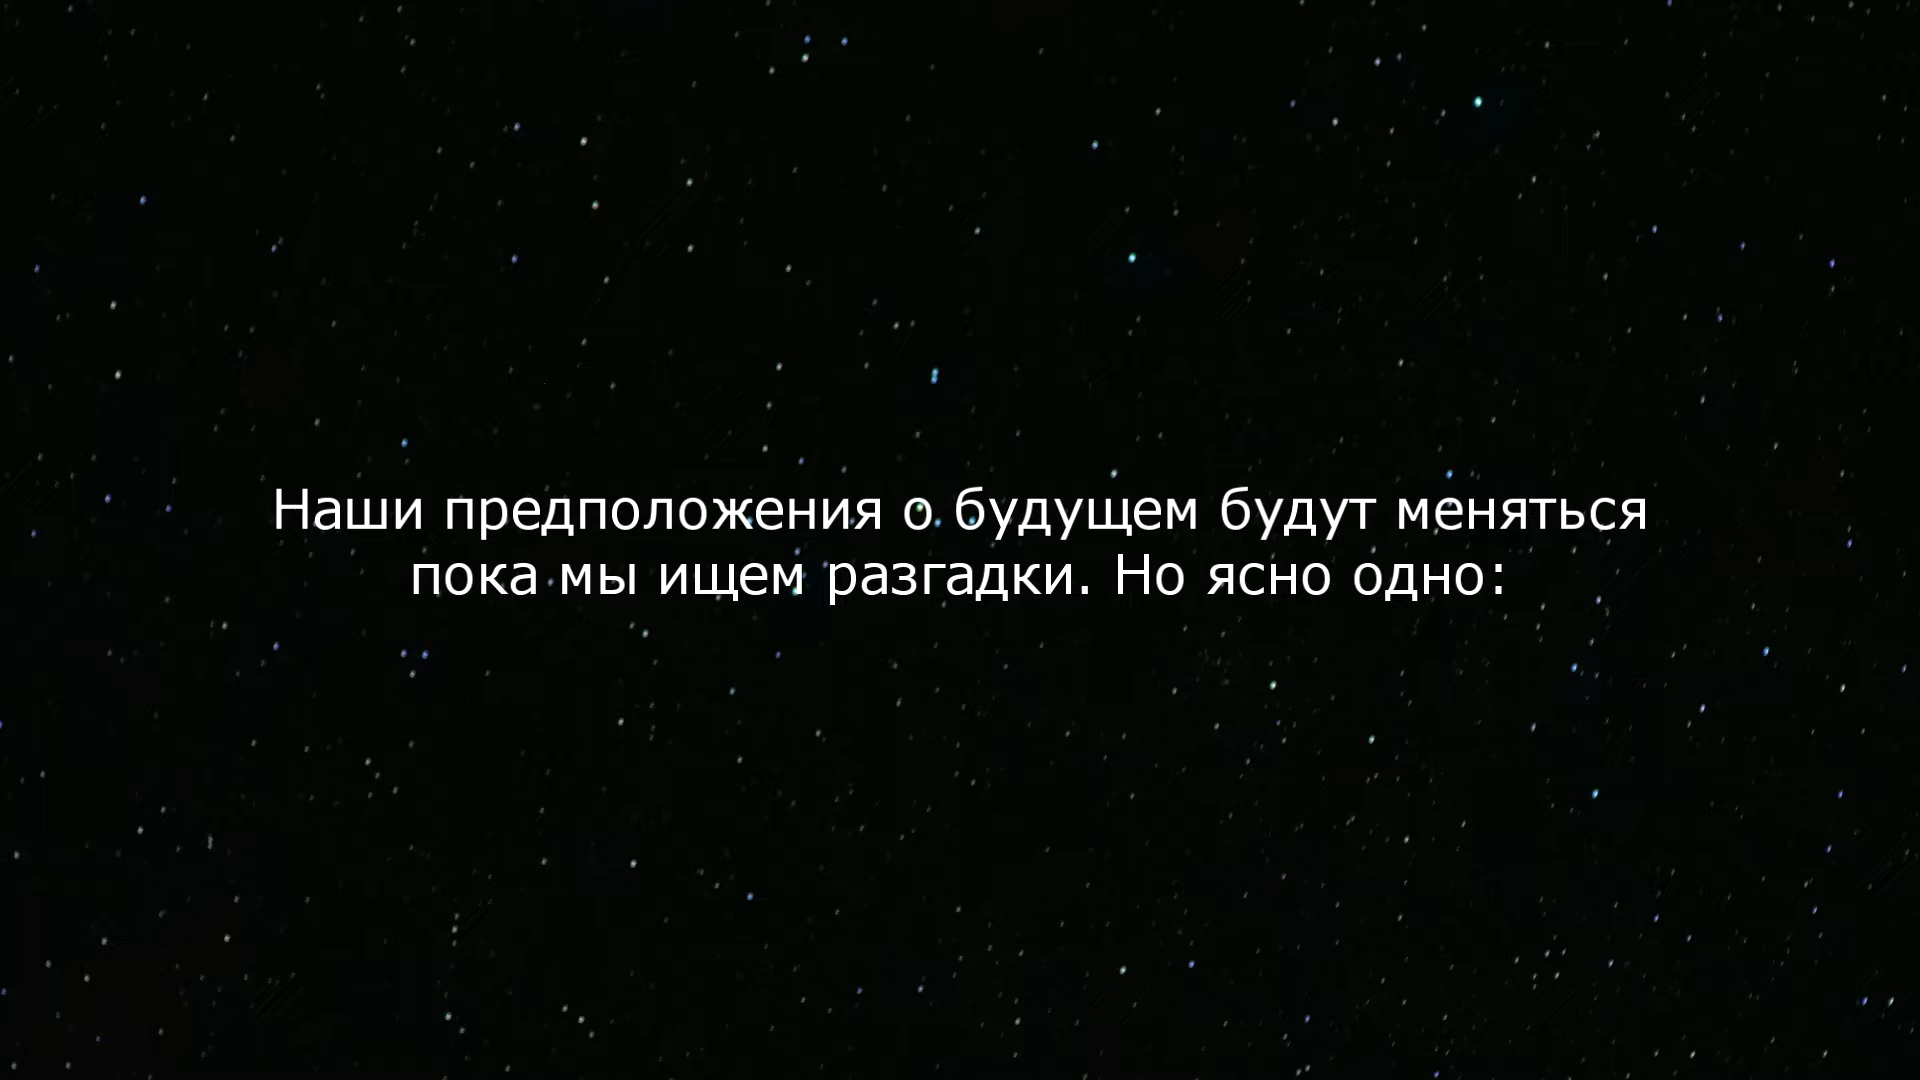 Наши предположения о будущем будут меняться
пока мы ищем разгадки. Но ясно одно: